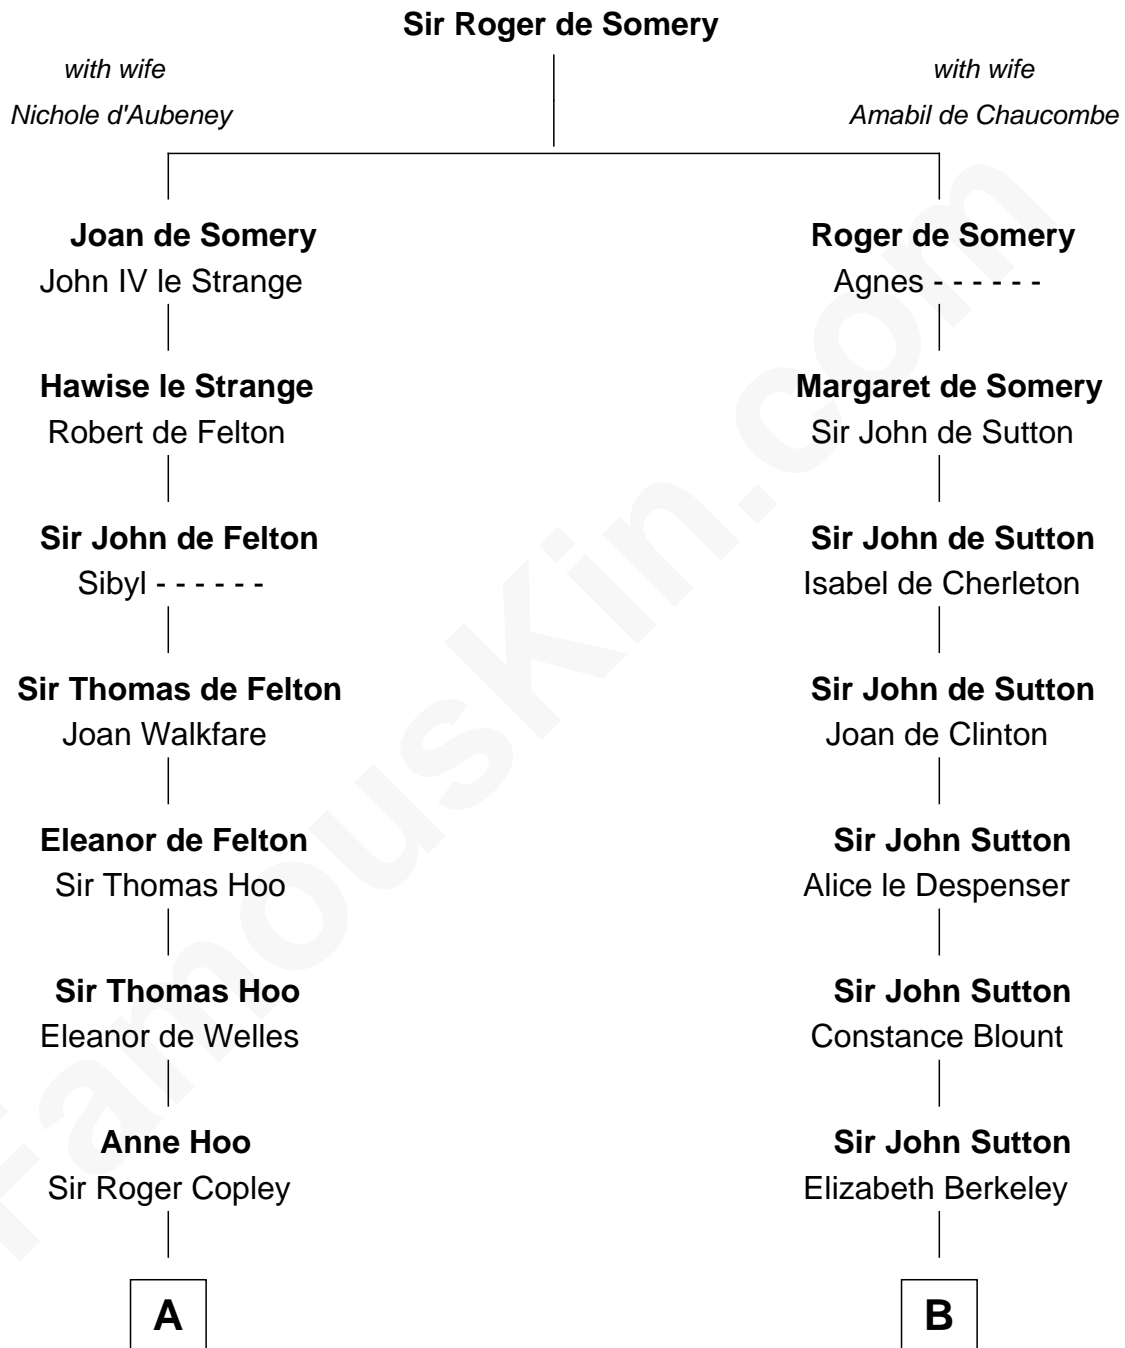 Sir Roger de Somery
with wife
Nichole d'Aubeney
with wife
Amabil de Chaucombe
Joan de Somery
John IV le Strange
Roger de Somery
Agnes - - - - - -
Hawise le Strange
Robert de Felton
Margaret de Somery
Sir John de Sutton
Sir John de Felton
Sibyl - - - - - -
Sir John de Sutton
Isabel de Cherleton
Sir Thomas de Felton
Joan Walkfare
Sir John de Sutton
Joan de Clinton
Eleanor de Felton
Sir Thomas Hoo
Sir John Sutton
Alice le Despenser
Sir Thomas Hoo
Eleanor de Welles
Sir John Sutton
Constance Blount
Anne Hoo
Sir Roger Copley
Sir John Sutton
Elizabeth Berkeley
A
B
FamousKin.com